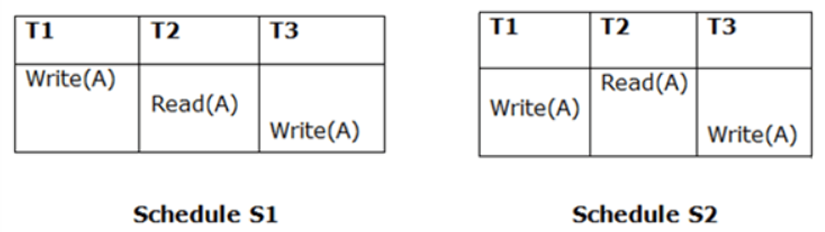 T1 T2 T3
Write(A)
Read(A)
Write(A)
Schedule S1
T1 T2 T3
Read(A)
Write(A)
Write(A)
Schedule S2